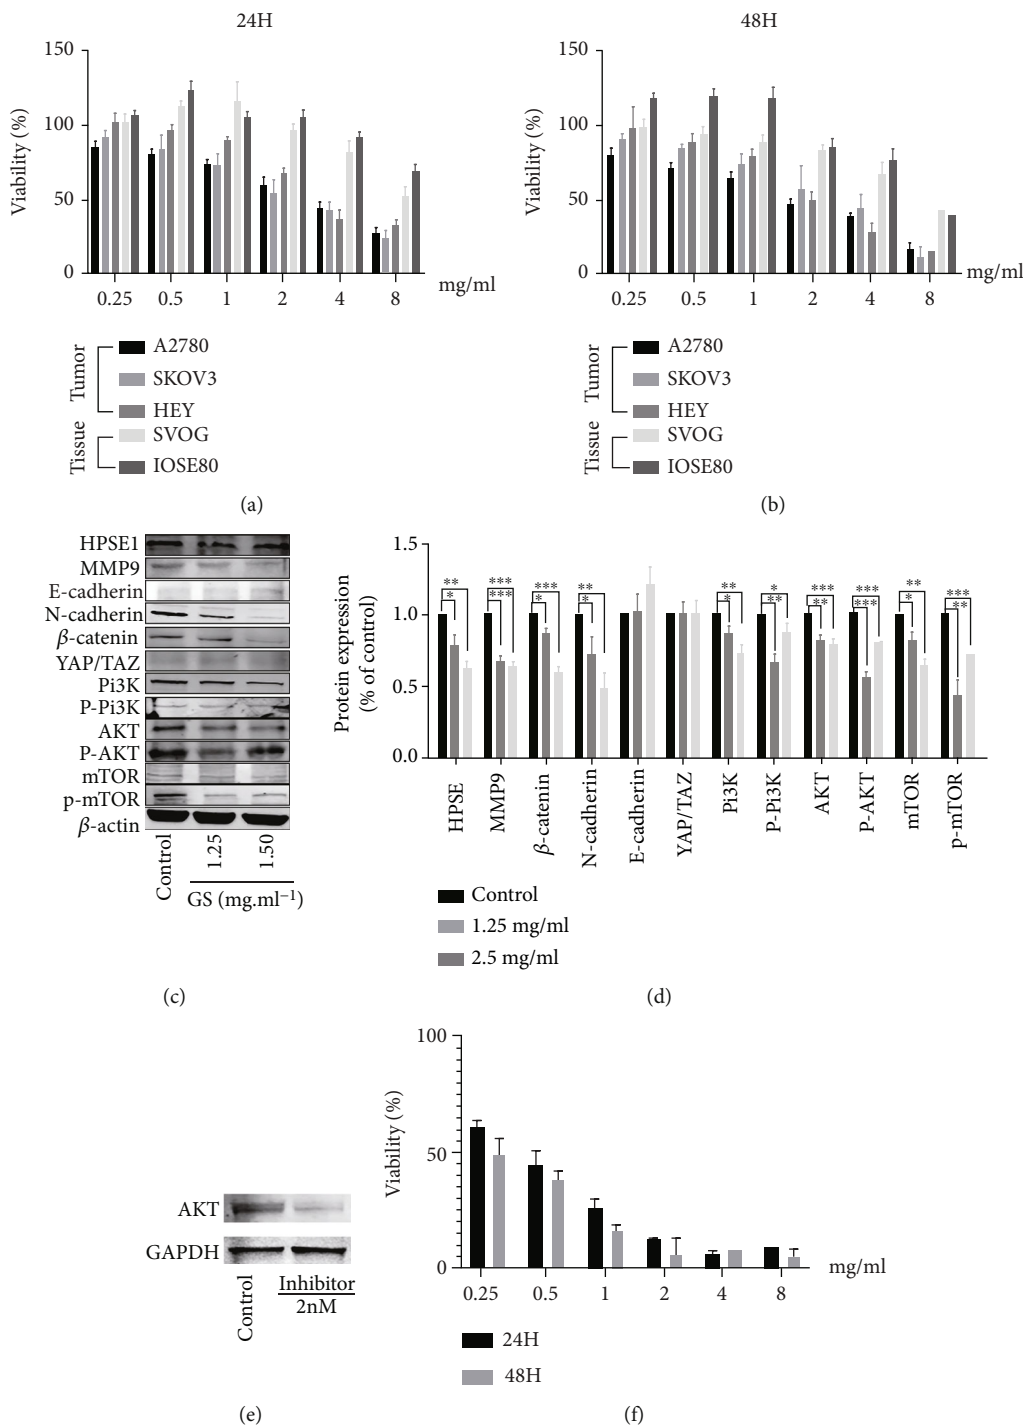 24H
Viability (%)
150
100
50
0
0.25 0.5 1 2 4 8
mg/ml
Tumor
A2780
SKOV3
HEY
Tissue
SVOG
IOSE80
(a)
48H
Viability (%)
150
100
50
0
0.25 0.5 1 2 4 8
mg/ml
Tumor
A2780
SKOV3
HEY
Tissue
SVOG
IOSE80
(b)
HPSE1
MMP9
E-cadherin
N-cadherin
β-catenin
YAP/TAZ
Pi3K
P-Pi3K
AKT
P-AKT
mTOR
p-mTOR
β-actin
Control
1.25
1.50
GS (mg.ml⁻¹)
(c)
Protein expression
(% of control)
1.5
1.0
0.5
0.0
** *** *** ** ** * *** *** ** ***
* *** * * * ** ** *** * **
HPSE
MMP9
β-catenin
N-cadherin
E-cadherin
YAP/TAZ
Pi3K
P-Pi3K
AKT
P-AKT
mTOR
p-mTOR
Control
1.25 mg/ml
2.5 mg/ml
(d)
AKT
GAPDH
Control
Inhibitor
2nM
(e)
Viability (%)
100
50
0
0.25 0.5 1 2 4 8
mg/ml
24H
48H
(f)